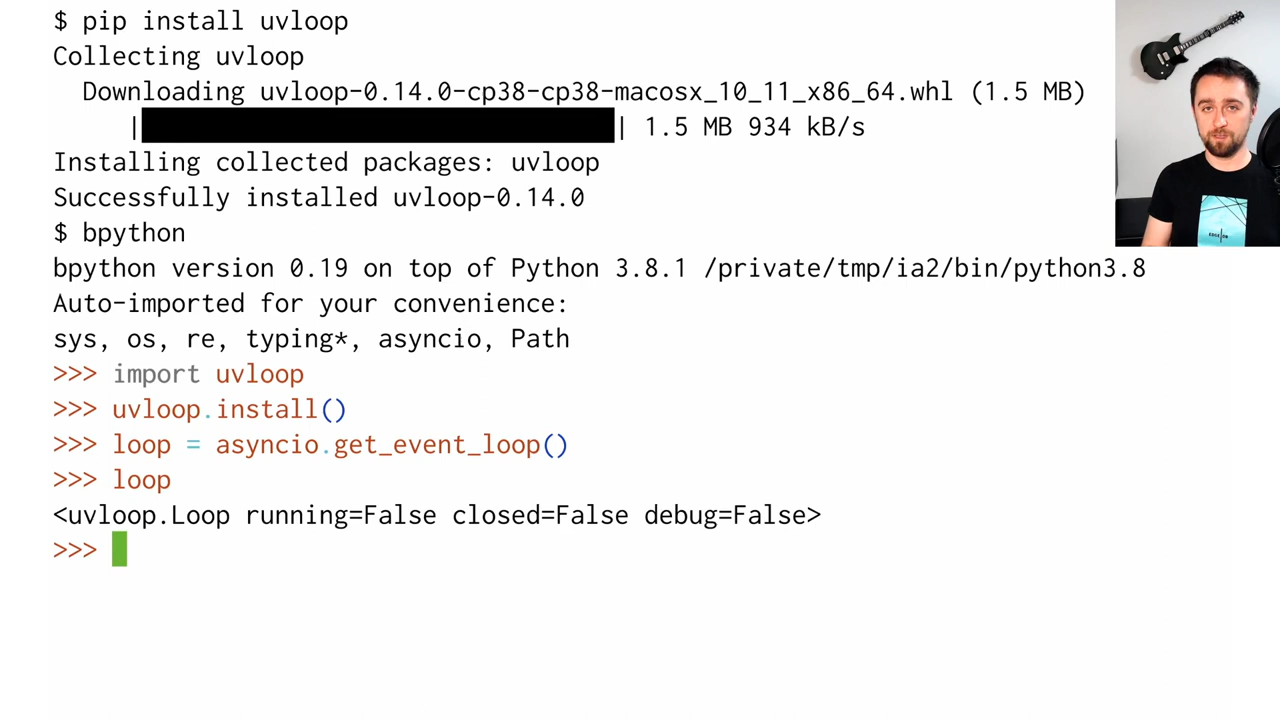 $ pip install uvloop
Collecting uvloop
Downloading uvloop-0.14.0-cp38-cp38-macosx_10_11_x86_64.whl (1.5 MB)
| | 1.5 MB 934 kB/s
Installing collected packages: uvloop
Successfully installed uvloop-0.14.0
$ bpython
bpython version 0.19 on top of Python 3.8.1 /private/tmp/ia2/bin/python3.8
Auto-imported for your convenience:
sys, os, re, typing*, asyncio, Path
>>> import uvloop
>>> uvloop.install()
>>> loop = asyncio.get_event_loop()
>>> loop
<uvloop.Loop running=False closed=False debug=False>
>>>
EDGE DB